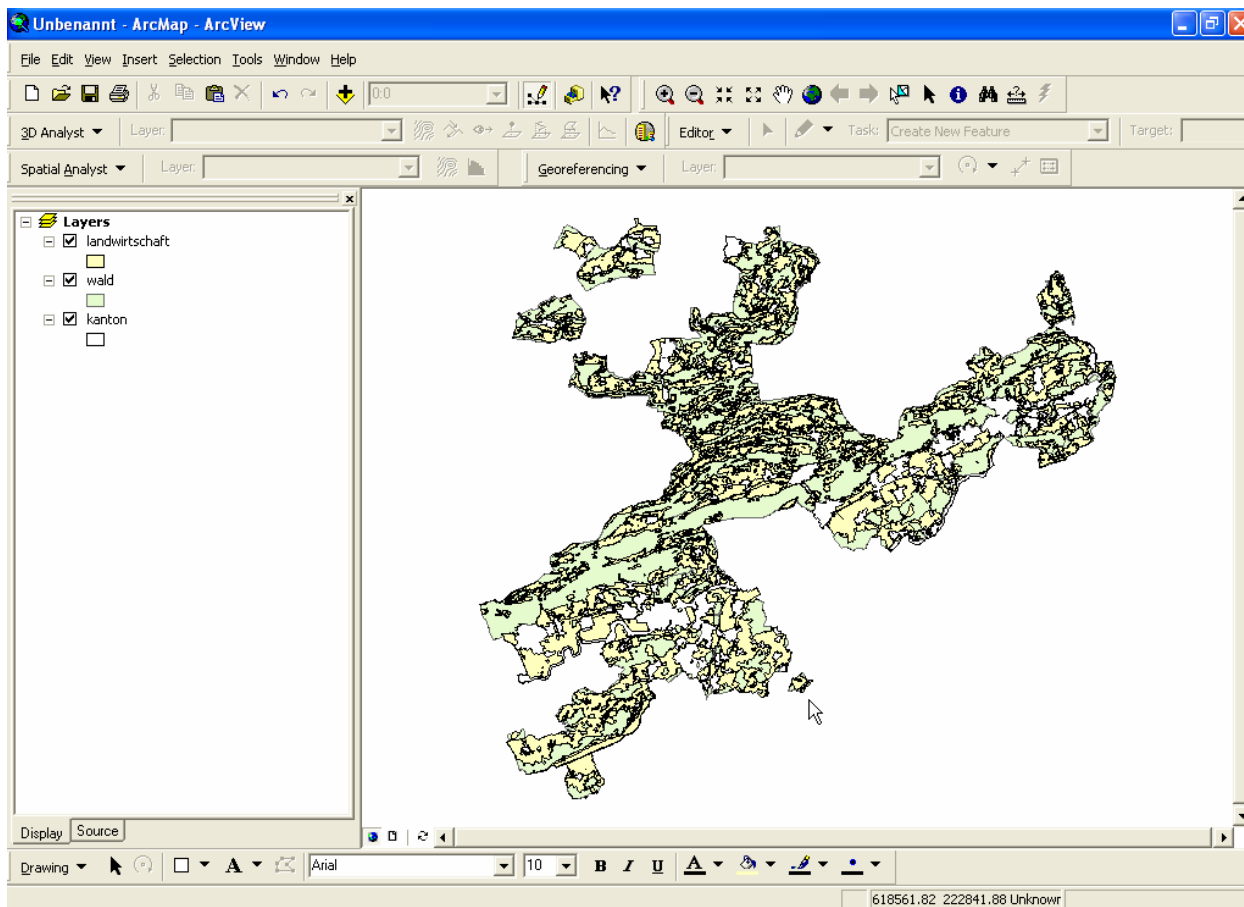 Unbenannt - ArcMap - ArcView
File Edit View Insert Selection Tools Window Help
0:0
3D Analyst Layer: Editor Task: Create New Feature Target:
Spatial Analyst Layer: Georeferencing Layer:
Layers
landwirtschaft
wald
kanton
Display Source
Drawing A Arial 10 B I U A
618561.82 222841.88 Unknowr